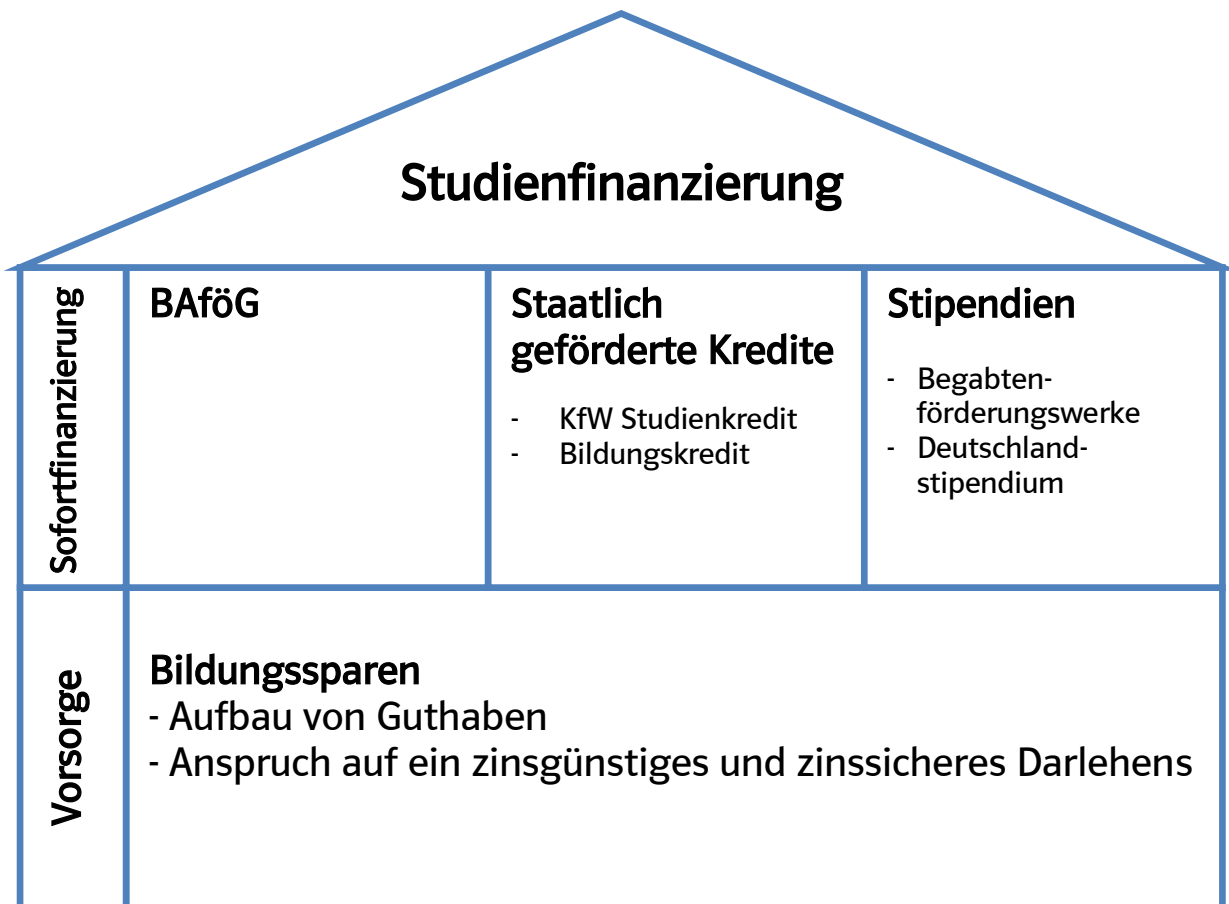 Studienfinanzierung
Sofortfinanzierung
BAföG
Staatlich
geförderte Kredite
- KfW Studienkredit
- Bildungskredit
Stipendien
- Begabten-
förderungswerke
- Deutschland-
stipendium
Vorsorge
Bildungssparen
- Aufbau von Guthaben
- Anspruch auf ein zinsgünstiges und zinssicheres Darlehens